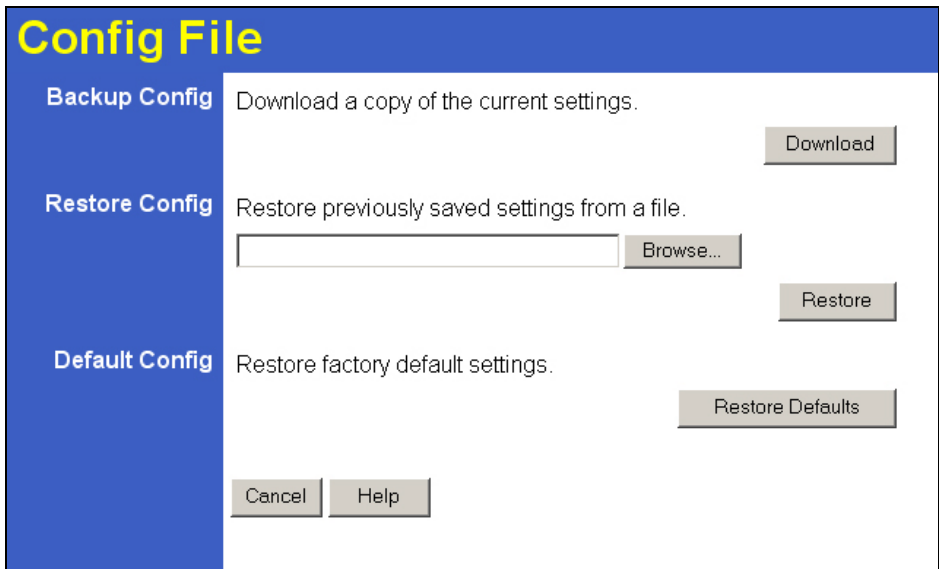 Config File
Backup Config
Download a copy of the current settings.
Download
Restore Config
Restore previously saved settings from a file.
Browse...
Restore
Default Config
Restore factory default settings.
Restore Defaults
Cancel Help